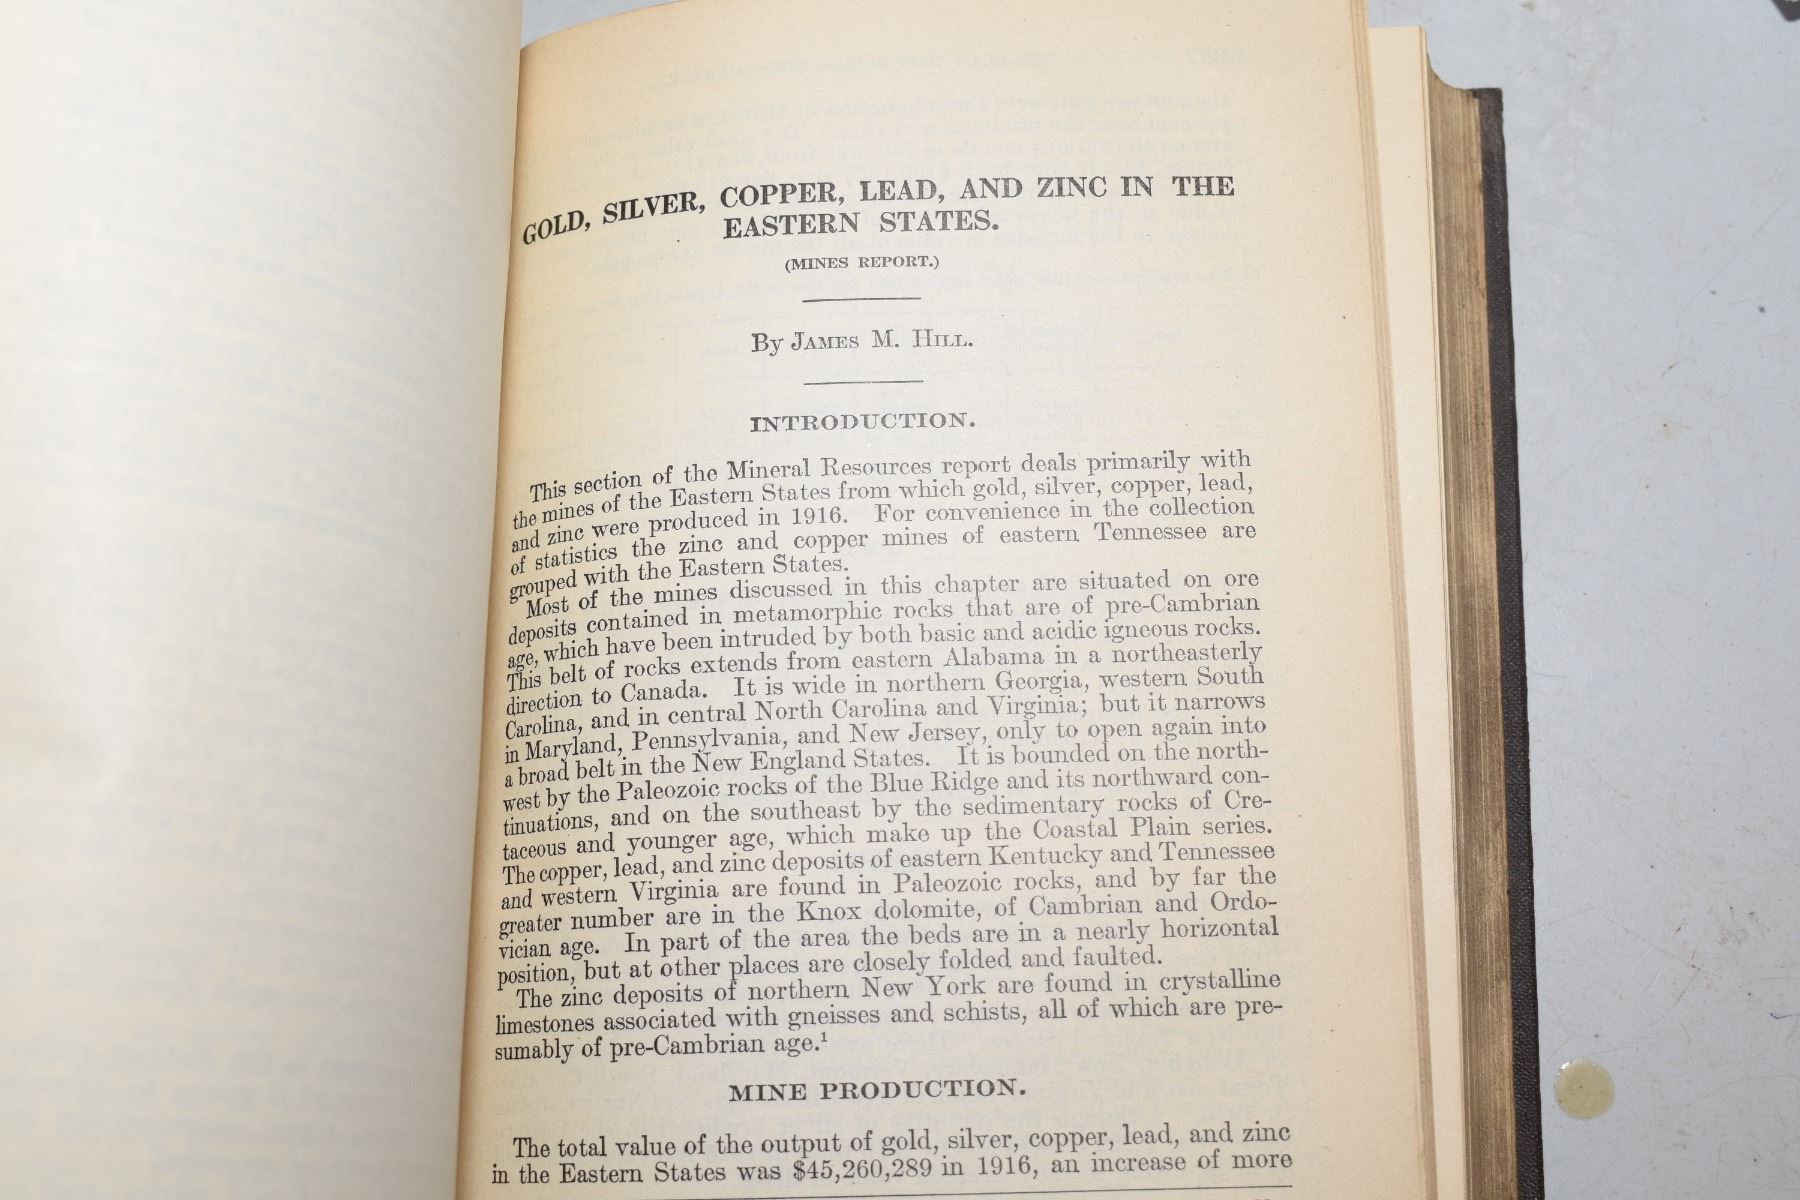 GOLD, SILVER, COPPER, LEAD, AND ZINC IN THE
EASTERN STATES.
(MINES REPORT.)
By JAMES M. HILL.
INTRODUCTION.
This section of the Mineral Resources report deals primarily with
the mines of the Eastern States from which gold, silver, copper, lead,
and zinc were produced in 1916. For convenience in the collection
of statistics the zinc and copper mines of eastern Tennessee are
grouped with the Eastern States.
Most of the mines discussed in this chapter are situated on ore
deposits contained in metamorphic rocks that are of pre-Cambrian
age, which have been intruded by both basic and acidic igneous rocks.
This belt of rocks extends from eastern Alabama in a northeasterly
direction to Canada. It is wide in northern Georgia, western South
Carolina, and in central North Carolina and Virginia; but it narrows
in Maryland, Pennsylvania, and New Jersey, only to open again into
a broad belt in the New England States. It is bounded on the north-
west by the Paleozoic rocks of the Blue Ridge and its northward con-
tinuations, and on the southeast by the sedimentary rocks of Cre-
taceous and younger age, which make up the Coastal Plain series.
The copper, lead, and zinc deposits of eastern Kentucky and Tennessee
and western Virginia are found in Paleozoic rocks, and by far the
greater number are in the Knox dolomite, of Cambrian and Ordo-
vician age. In part of the area the beds are in a nearly horizontal
position, but at other places are closely folded and faulted.
The zinc deposits of northern New York are found in crystalline
limestones associated with gneisses and schists, all of which are pre-
sumably of pre-Cambrian age.¹
MINE PRODUCTION.
The total value of the output of gold, silver, copper, lead, and zinc
in the Eastern States was $45,260,289 in 1916, an increase of more